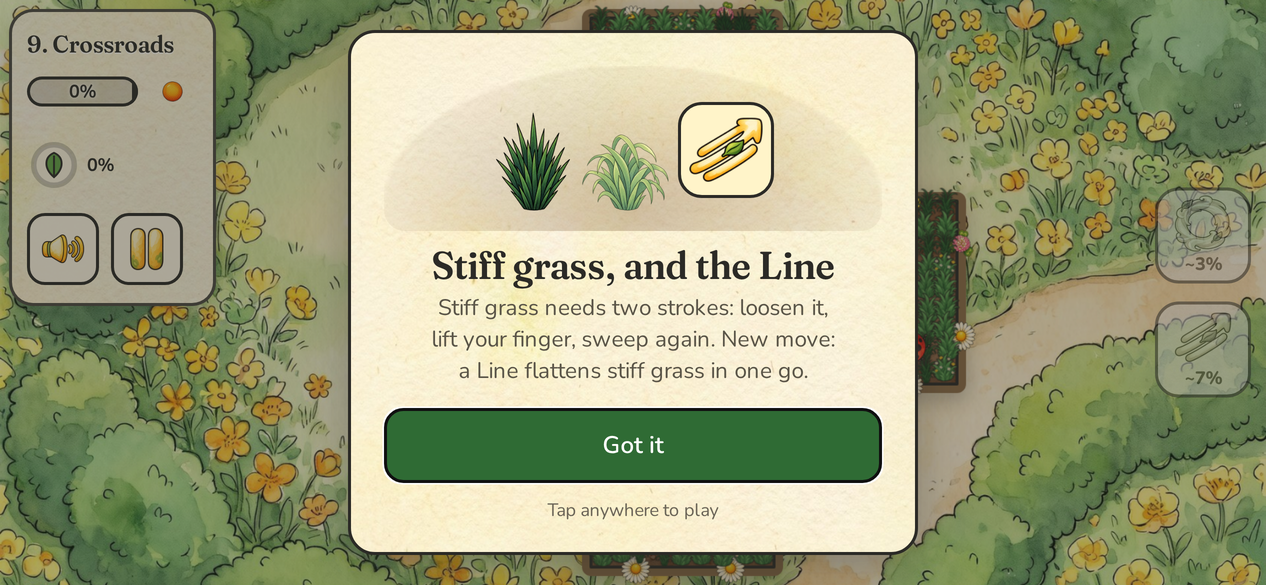 9. Crossroads
0%
0%
Stiff grass, and the Line
Stiff grass needs two strokes: loosen it,
lift your finger, sweep again. New move:
a Line flattens stiff grass in one go.
Got it
Tap anywhere to play
~3%
~7%